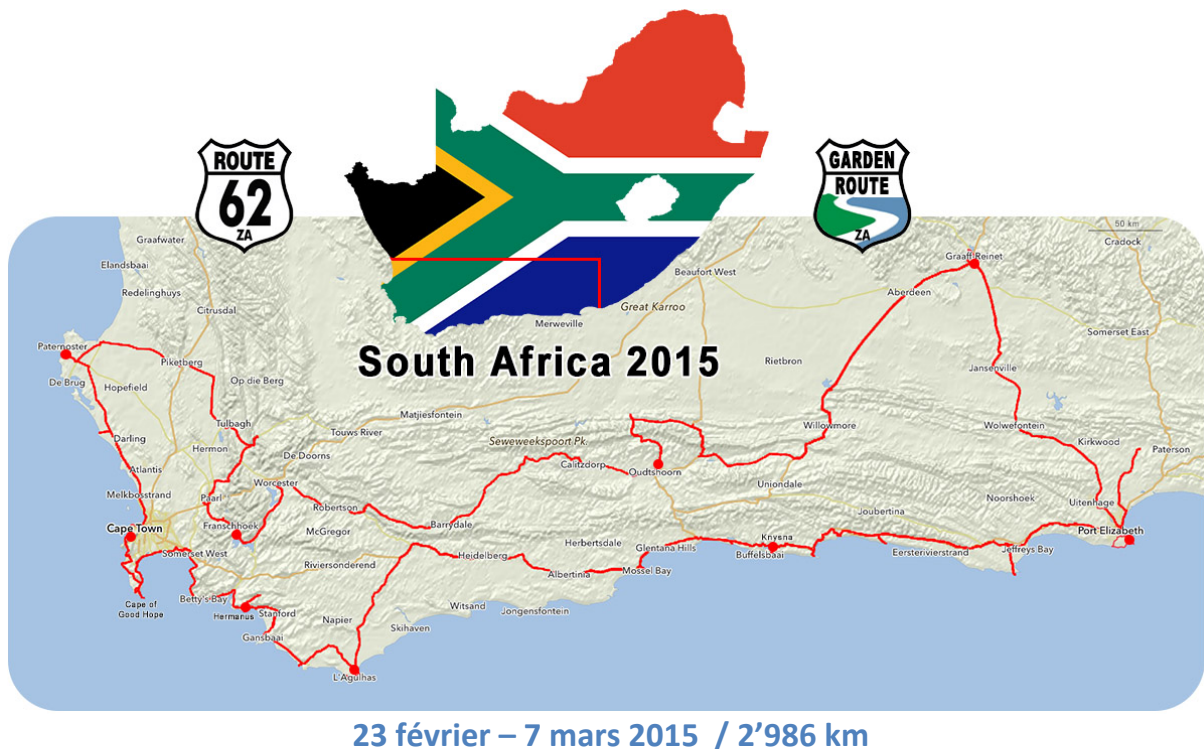 ROUTE
62
ZA
GARDEN
ROUTE
ZA
South Africa 2015
50 km
Graafwater
Elandsbaai
Redelinghuys
Citrusdal
Paternoster
De Brug
Hopefield
Piketberg
Op die Berg
Darling
Tulbagh
Hermon
Touws River
Matjiesfontein
De Doorns
Atlantis
Melkbosstrand
Paarl
Worcester
Cape Town
Franschhoek
Robertson
McGregor
Barrydale
Somerset West
Riviersonderend
Heidelberg
Betty's Bay
Cape of
Good Hope
Hermanus
Stanford
Gansbaai
Napier
L'Agulhas
Skihaven
Witsand
Jongensfontein
Albertinia
Herbertsdale
Mossel Bay
Glentana Hills
Merweville
Great Karroo
Beaufort West
Seweweekspoort Pk.
Calitzdorp
Oudtshoorn
Rietbron
Willowmore
Uniondale
Knysna
Buffelsbaai
Aberdeen
Graaff Reinet
Cradock
Somerset East
Jansenville
Wolwefontein
Kirkwood
Paterson
Noorshoek
Joubertina
Uitenhage
Port Elizabeth
Eersterivierstrand
Jeffreys Bay
23 février – 7 mars 2015 / 2’986 km